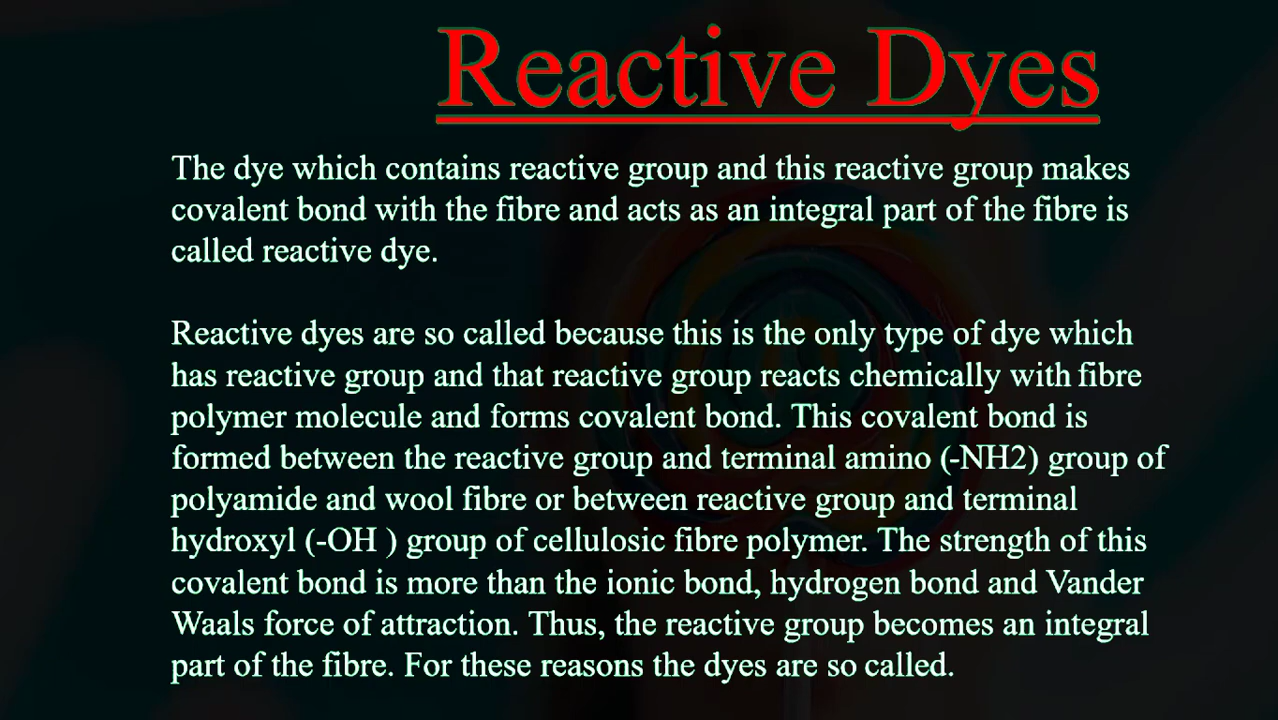 Reactive Dyes
The dye which contains reactive group and this reactive group makes
covalent bond with the fibre and acts as an integral part of the fibre is
called reactive dye.
Reactive dyes are so called because this is the only type of dye which
has reactive group and that reactive group reacts chemically with fibre
polymer molecule and forms covalent bond. This covalent bond is
formed between the reactive group and terminal amino (-NH2) group of
polyamide and wool fibre or between reactive group and terminal
hydroxyl (-OH ) group of cellulosic fibre polymer. The strength of this
covalent bond is more than the ionic bond, hydrogen bond and Vander
Waals force of attraction. Thus, the reactive group becomes an integral
part of the fibre. For these reasons the dyes are so called.